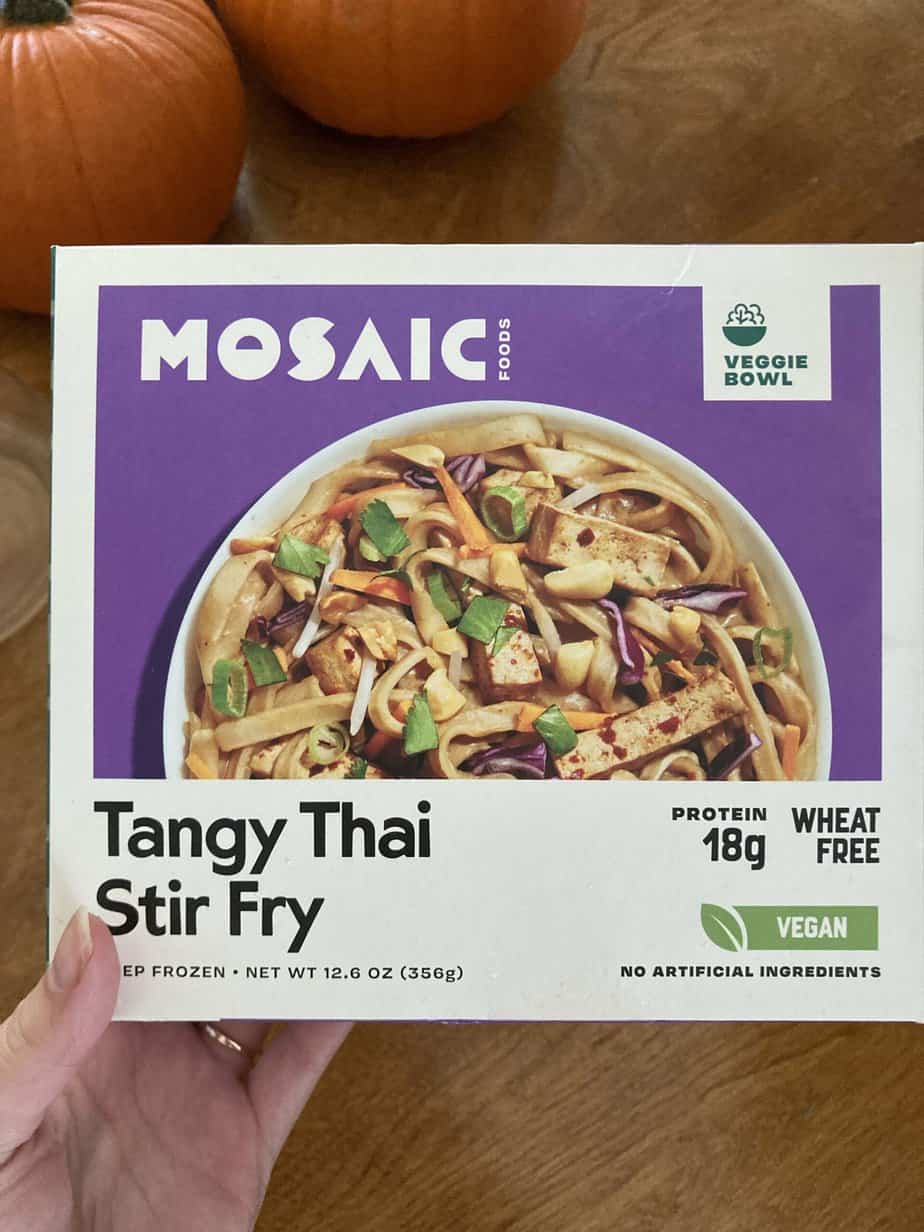 MOSAIC FOODS
VEGGIE
BOWL
Tangy Thai
Stir Fry
PROTEIN
18g
WHEAT
FREE
VEGAN
EP FROZEN • NET WT 12.6 OZ (356g)
NO ARTIFICIAL INGREDIENTS